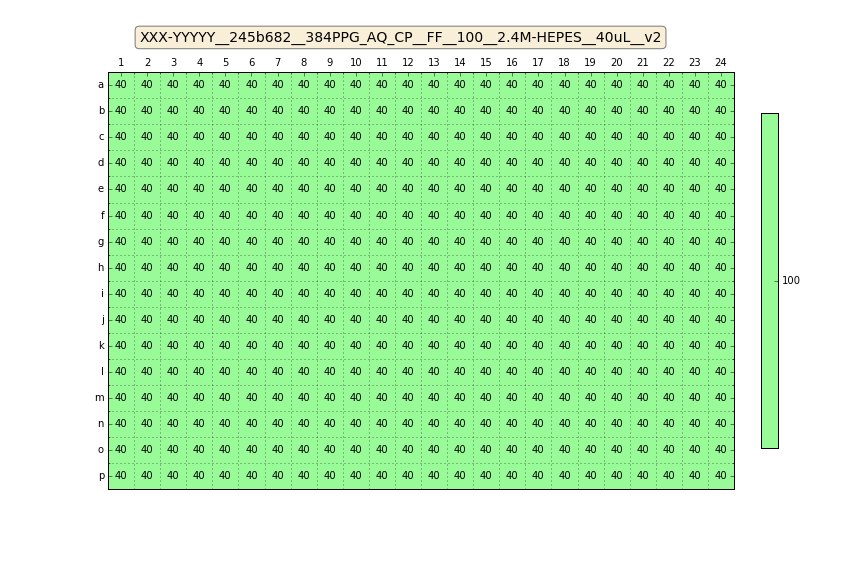 XXX-YYYYY__245b682__384PPG_AQ_CP__FF__100__2.4M-HEPES__40uL__v2
1 2 3 4 5 6 7 8 9 10 11 12 13 14 15 16 17 18 19 20 21 22 23 24
a 40 40 40 40 40 40 40 40 40 40 40 40 40 40 40 40 40 40 40 40 40 40 40 40
b 40 40 40 40 40 40 40 40 40 40 40 40 40 40 40 40 40 40 40 40 40 40 40 40
c 40 40 40 40 40 40 40 40 40 40 40 40 40 40 40 40 40 40 40 40 40 40 40 40
d 40 40 40 40 40 40 40 40 40 40 40 40 40 40 40 40 40 40 40 40 40 40 40 40
e 40 40 40 40 40 40 40 40 40 40 40 40 40 40 40 40 40 40 40 40 40 40 40 40
f 40 40 40 40 40 40 40 40 40 40 40 40 40 40 40 40 40 40 40 40 40 40 40 40
g 40 40 40 40 40 40 40 40 40 40 40 40 40 40 40 40 40 40 40 40 40 40 40 40
h 40 40 40 40 40 40 40 40 40 40 40 40 40 40 40 40 40 40 40 40 40 40 40 40
100
i 40 40 40 40 40 40 40 40 40 40 40 40 40 40 40 40 40 40 40 40 40 40 40 40
j 40 40 40 40 40 40 40 40 40 40 40 40 40 40 40 40 40 40 40 40 40 40 40 40
k 40 40 40 40 40 40 40 40 40 40 40 40 40 40 40 40 40 40 40 40 40 40 40 40
l 40 40 40 40 40 40 40 40 40 40 40 40 40 40 40 40 40 40 40 40 40 40 40 40
m 40 40 40 40 40 40 40 40 40 40 40 40 40 40 40 40 40 40 40 40 40 40 40 40
n 40 40 40 40 40 40 40 40 40 40 40 40 40 40 40 40 40 40 40 40 40 40 40 40
o 40 40 40 40 40 40 40 40 40 40 40 40 40 40 40 40 40 40 40 40 40 40 40 40
p 40 40 40 40 40 40 40 40 40 40 40 40 40 40 40 40 40 40 40 40 40 40 40 40